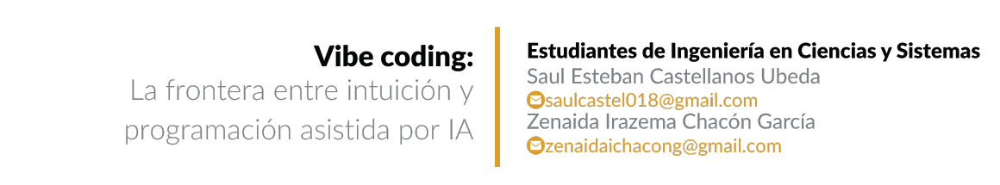 Vibe coding:
La frontera entre intuición y
programación asistida por IA
Estudiantes de Ingeniería en Ciencias y Sistemas
Saul Esteban Castellanos Ubeda
saulcastel018@gmail.com
Zenaida Irazema Chacón García
zenaidaichacong@gmail.com